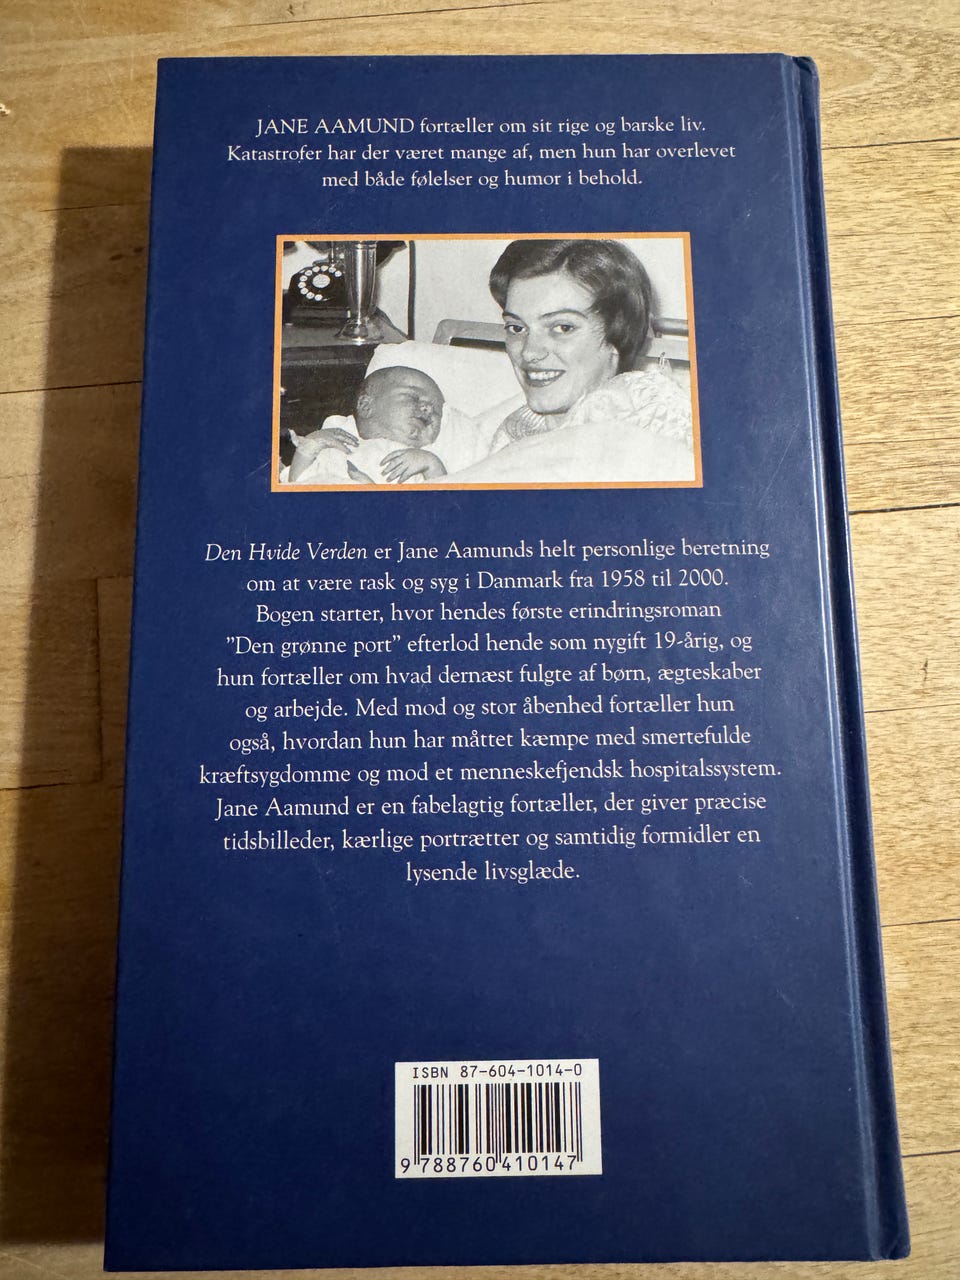 JANE AAMUND fortæller om sit rige og barske liv.
Katastrofer har der været mange af, men hun har overlevet
med både følelser og humor i behold.
Den Hvide Verden er Jane Aamunds helt personlige beretning
om at være rask og syg i Danmark fra 1958 til 2000.
Bogen starter, hvor hendes første erindringsroman
"Den grønne port" efterlod hende som nygift 19-årig, og
hun fortæller om hvad dernæst fulgte af børn, ægteskaber
og arbejde. Med mod og stor åbenhed fortæller hun
også, hvordan hun har måttet kæmpe med smertefulde
kræftsygdomme og mod et menneskefjendsk hospitalssystem.
Jane Aamund er en fabelagtig fortæller, der giver præcise
tidsbilleder, kærlige portrætter og samtidig formidler en
lysende livsglæde.
ISBN 87-604-1014-0
9 788760 410147